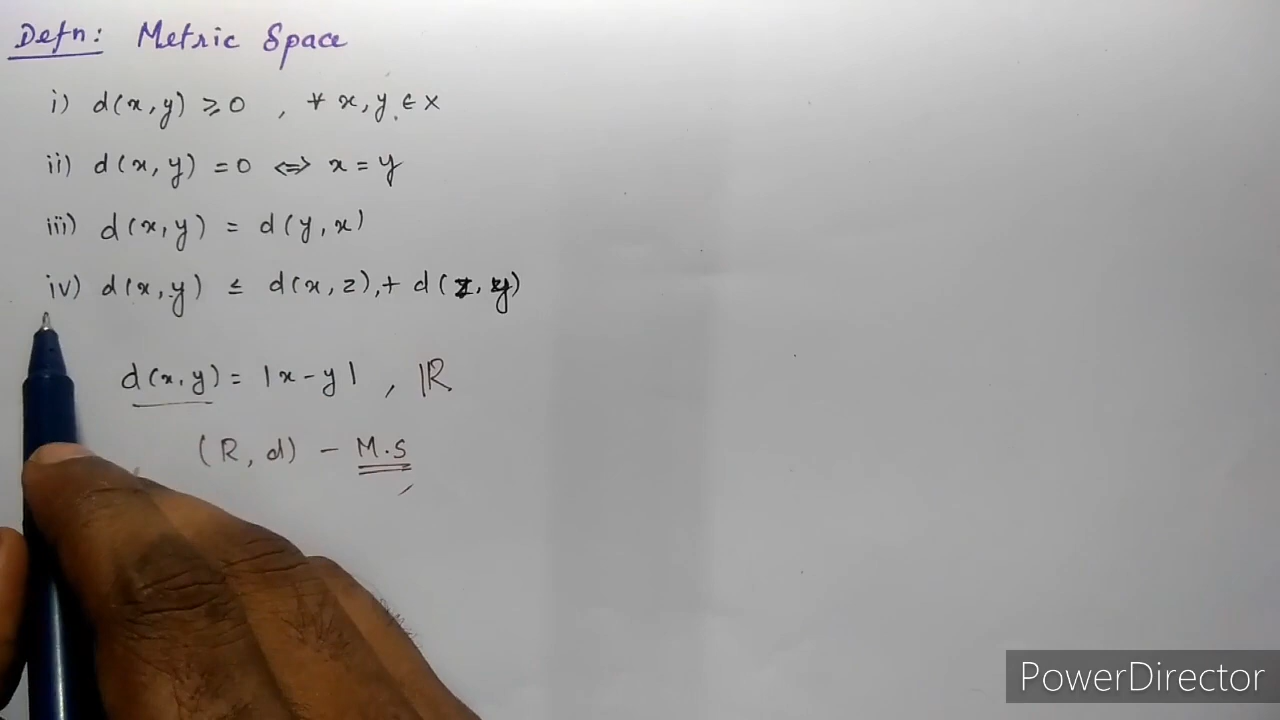 Defn: Metric Space
i) d(x,y) ≥ 0 , ∀ x, y ∈ X
ii) d(x,y) = 0 ⇔ x = y
iii) d(x,y) = d(y,x)
iv) d(x,y) ≤ d(x,z) + d(z,y)
d(x,y) = |x-y| , ℝ
(R, d) - M.S
PowerDirector